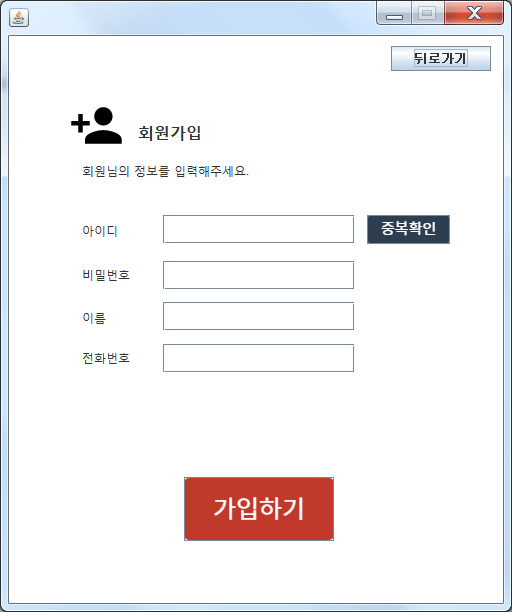 뒤로가기
회원가입
회원님의 정보를 입력해주세요.
아이디
중복확인
비밀번호
이름
전화번호
가입하기